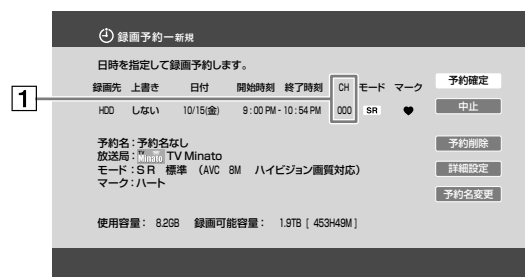 録画予約ー新規
日時を指定して録画予約します。
録画先 上書き 日付 開始時刻 終了時刻 CH モード マーク 予約確定
1
HDD しない 10/15(金) 9:00 PM - 10:54 PM 000 SR ♥ 中止
予約名：予約名なし 予約削除
放送局：TV Minato TV Minato
モード：SR 標準 (AVC 8M ハイビジョン画質対応) 詳細設定
マーク：ハート 予約名変更
使用容量： 8.2GB 録画可能容量： 1.9TB [ 453H49M ]